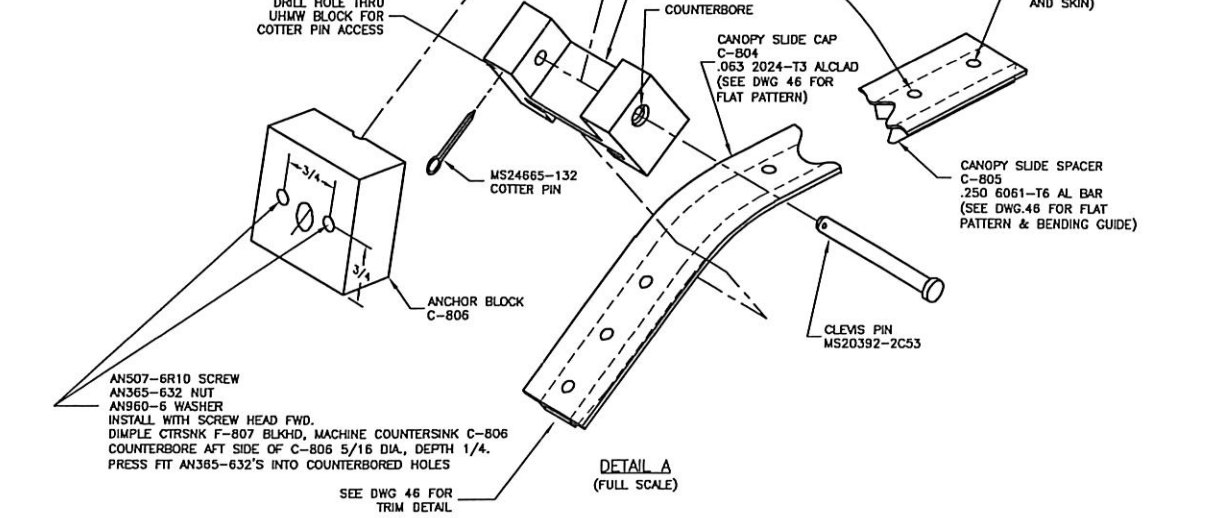 DRILL HOLE THRU
UHMW BLOCK FOR
COTTER PIN ACCESS
COUNTERBORE
AND SKIN)
CANOPY SLIDE CAP
C-804
.063 2024-T3 ALCLAD
(SEE DWG 46 FOR
FLAT PATTERN)
MS24665-132
COTTER PIN
CANOPY SLIDE SPACER
C-805
.250 6061-T6 AL BAR
(SEE DWG.46 FOR FLAT
PATTERN & BENDING GUIDE)
3/4
3/4
ANCHOR BLOCK
C-806
CLEVIS PIN
MS20392-2C53
AN507-6R10 SCREW
AN365-632 NUT
AN960-6 WASHER
INSTALL WITH SCREW HEAD FWD.
DIMPLE CTRSNK F-807 BLKHD, MACHINE COUNTERSINK C-806
COUNTERBORE AFT SIDE OF C-806 5/16 DIA., DEPTH 1/4.
PRESS FIT AN365-632'S INTO COUNTERBORED HOLES
SEE DWG 46 FOR
TRIM DETAIL
DETAIL A
(FULL SCALE)